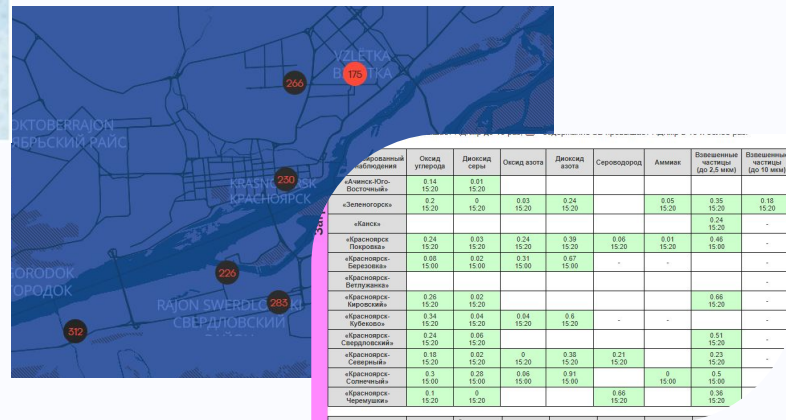 VZLËTKA
175
266
OKTOBERRAJON
ЯБРЬСКИЙ РАЙС
230
КРАСНОЯРСК
226
283
RAJON SWERDLO
СВЕРДЛОВСКИЙ
GORODOK
ОРОДОК
312
наблюдения Оксид углерода Диоксид серы Оксид азота Диоксид азота Сероводород Аммиак Взвешенные частицы (до 2,5 мкм) Взвешенные частицы (до 10 мкм)
«Ачинск-Юго-Восточный» 0.14 15:20 0.01 15:20
«Зеленогорск» 0.2 15:20 0 15:20 0.03 15:20 0.24 15:20 0.05 15:20 0.35 15:20 0.18 15:20
«Канск» 0.24 15:20 -
«Красноярск Покровка» 0.24 15:20 0.03 15:20 0.24 15:20 0.39 15:20 0.06 15:20 0.01 15:20 0.46 15:00 -
«Красноярск-Березовка» 0.08 15:00 0.02 15:00 0.31 15:00 0.67 15:00 - - -
«Красноярск-Ветлужанка» -
«Красноярск-Кировский» 0.26 15:20 0.02 15:20 0.66 15:20 -
«Красноярск-Кубеково» 0.34 15:20 0.04 15:20 0.04 15:20 0.6 15:20 - - -
«Красноярск-Свердловский» 0.24 15:20 0.06 15:20 0.51 15:20 -
«Красноярск-Северный» 0.18 15:20 0.02 15:20 0 15:20 0.38 15:20 0.21 15:20 0.23 15:20 -
«Красноярск-Солнечный» 0.3 15:00 0.28 15:00 0.06 15:00 0.91 15:00 0 15:00 0.5 15:00
«Красноярск-Черемушки» 0.1 15:20 0 15:20 0.66 15:20 0.36 15:20